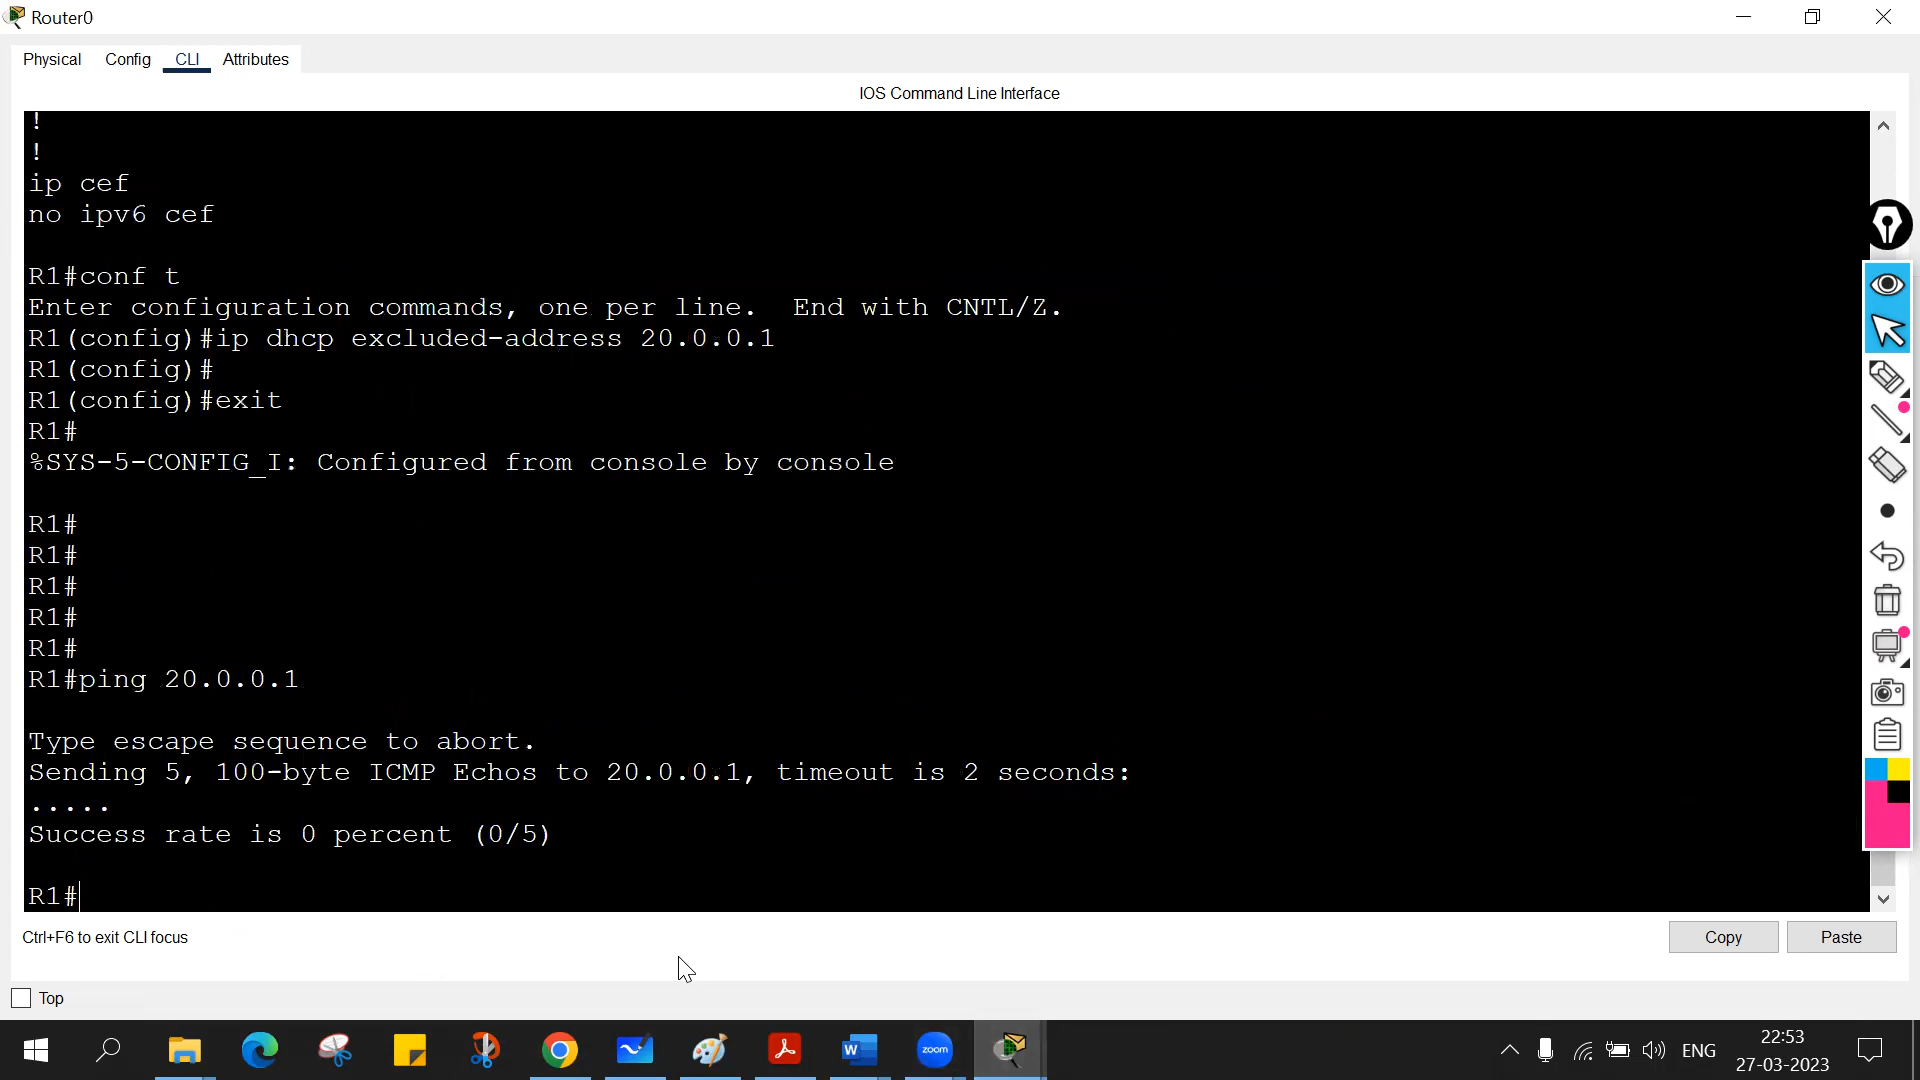 Router0
Physical Config CLI Attributes
IOS Command Line Interface
!
!
ip cef
no ipv6 cef
R1#conf t
Enter configuration commands, one per line. End with CNTL/Z.
R1(config)#ip dhcp excluded-address 20.0.0.1
R1(config)#
R1(config)#exit
R1#
%SYS-5-CONFIG_I: Configured from console by console
R1#
R1#
R1#
R1#
R1#
R1#ping 20.0.0.1
Type escape sequence to abort.
Sending 5, 100-byte ICMP Echos to 20.0.0.1, timeout is 2 seconds:
.....
Success rate is 0 percent (0/5)
R1#
Ctrl+F6 to exit CLI focus
Copy Paste
Top
zoom
W
ENG
22:53
27-03-2023